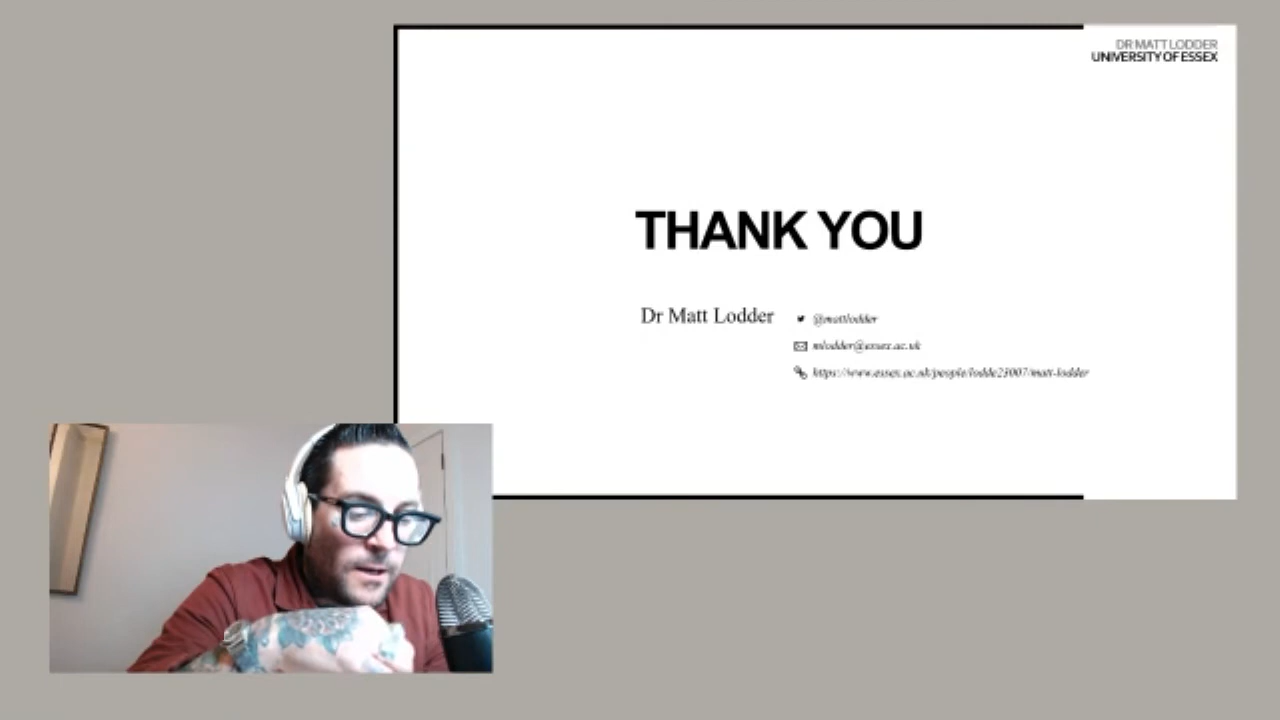 DR MATT LODDER
UNIVERSITY OF ESSEX
THANK YOU
Dr Matt Lodder
@mattlodder
mlodder@essex.ac.uk
https://www.essex.ac.uk/people/lodde23007/matt-lodder